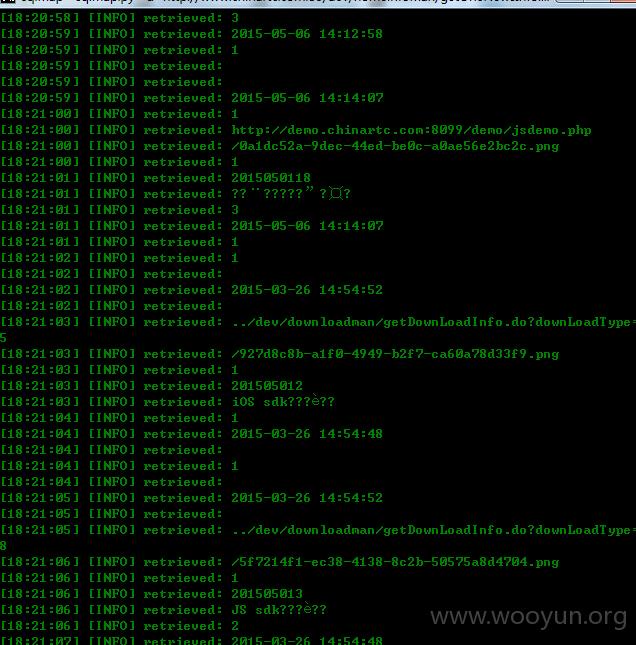 [18:20:58] [INFO] retrieved: 3
[18:20:59] [INFO] retrieved: 2015-05-06 14:12:58
[18:20:59] [INFO] retrieved: 1
[18:20:59] [INFO] retrieved:
[18:20:59] [INFO] retrieved:
[18:20:59] [INFO] retrieved: 2015-05-06 14:14:07
[18:21:00] [INFO] retrieved: 1
[18:21:00] [INFO] retrieved: http://demo.chinartc.com:8099/demo/jsdemo.php
[18:21:00] [INFO] retrieved: /0a1dc52a-9dec-44ed-be0c-a0ae56e2bc2c.png
[18:21:00] [INFO] retrieved: 1
[18:21:01] [INFO] retrieved: 2015050118
[18:21:01] [INFO] retrieved: ??¨?????”?¤?
[18:21:01] [INFO] retrieved: 3
[18:21:01] [INFO] retrieved: 2015-05-06 14:14:07
[18:21:01] [INFO] retrieved: 1
[18:21:02] [INFO] retrieved: 1
[18:21:02] [INFO] retrieved:
[18:21:02] [INFO] retrieved: 2015-03-26 14:54:52
[18:21:02] [INFO] retrieved:
[18:21:03] [INFO] retrieved: ../dev/downloadman/getDownLoadInfo.do?downLoadType=
5
[18:21:03] [INFO] retrieved: /927d8c8b-a1f0-4949-b2f7-ca60a78d33f9.png
[18:21:03] [INFO] retrieved: 1
[18:21:03] [INFO] retrieved: 201505012
[18:21:03] [INFO] retrieved: iOS sdk???è??
[18:21:04] [INFO] retrieved: 1
[18:21:04] [INFO] retrieved: 2015-03-26 14:54:48
[18:21:04] [INFO] retrieved:
[18:21:04] [INFO] retrieved: 1
[18:21:04] [INFO] retrieved:
[18:21:05] [INFO] retrieved: 2015-03-26 14:54:52
[18:21:05] [INFO] retrieved:
[18:21:05] [INFO] retrieved: ../dev/downloadman/getDownLoadInfo.do?downLoadType=
8
[18:21:06] [INFO] retrieved: /5f7214f1-ec38-4138-8c2b-50575a8d4704.png
[18:21:06] [INFO] retrieved: 1
[18:21:06] [INFO] retrieved: 201505013
[18:21:06] [INFO] retrieved: JS sdk???è??
[18:21:06] [INFO] retrieved: 2
[18:21:07] [INFO] retrieved: 2015-03-26 14:54:48
www.wooyun.org